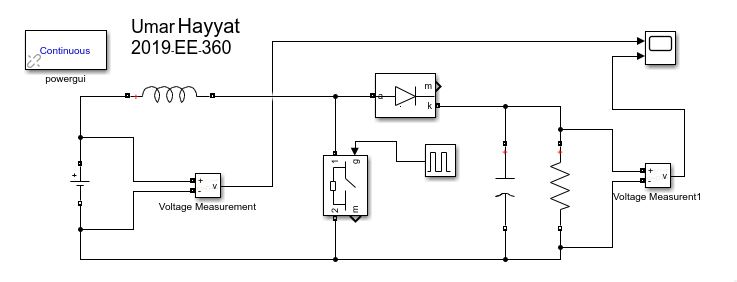 Umar Hayyat
2019-EE-360
Continuous
powergui
m
a
k
1
g
2
m
+
+
-
v
Voltage Measurement
+
-
v
Voltage Measurent1